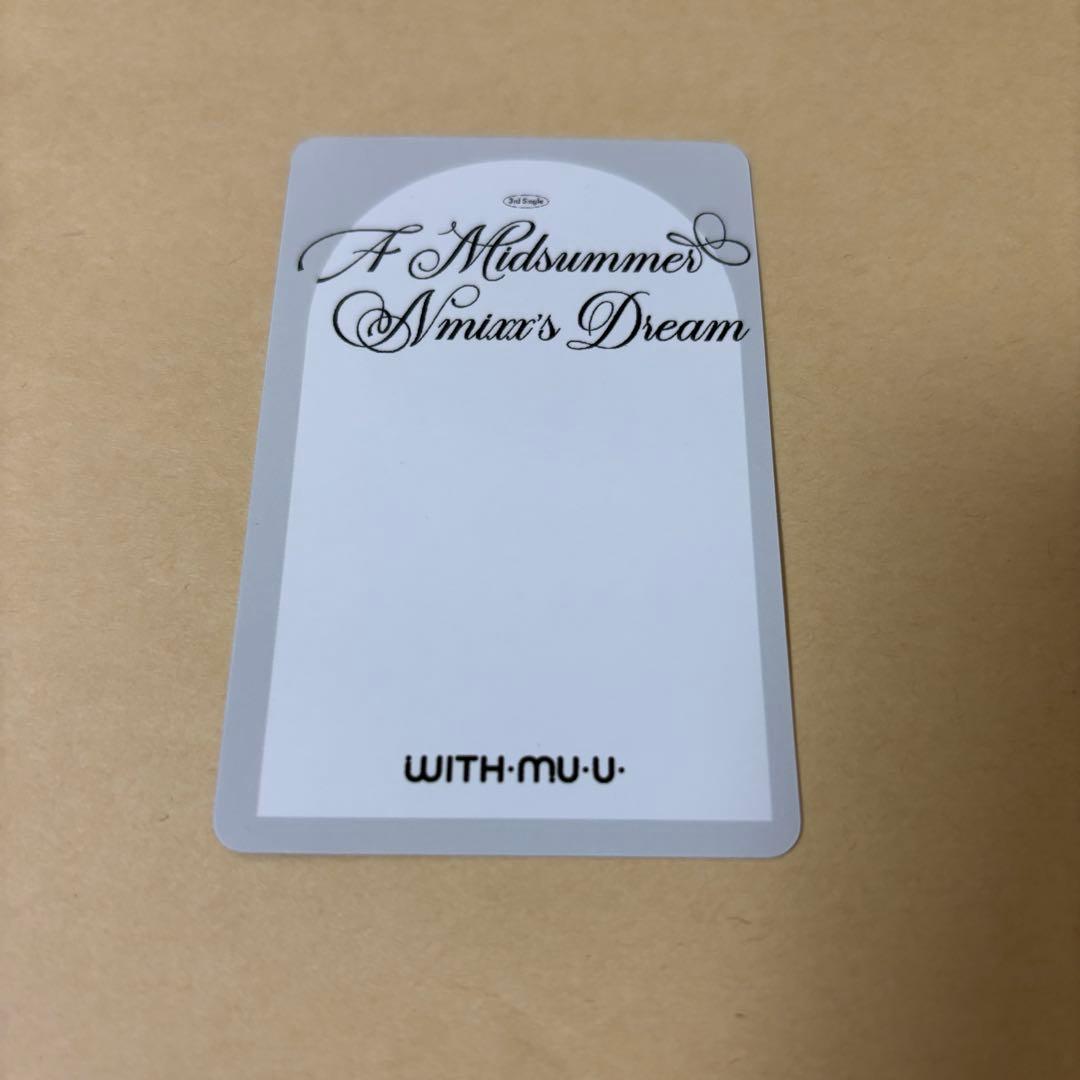 3rd Single
A Midsummer
Nmixx's Dream
WITH·MU·U·